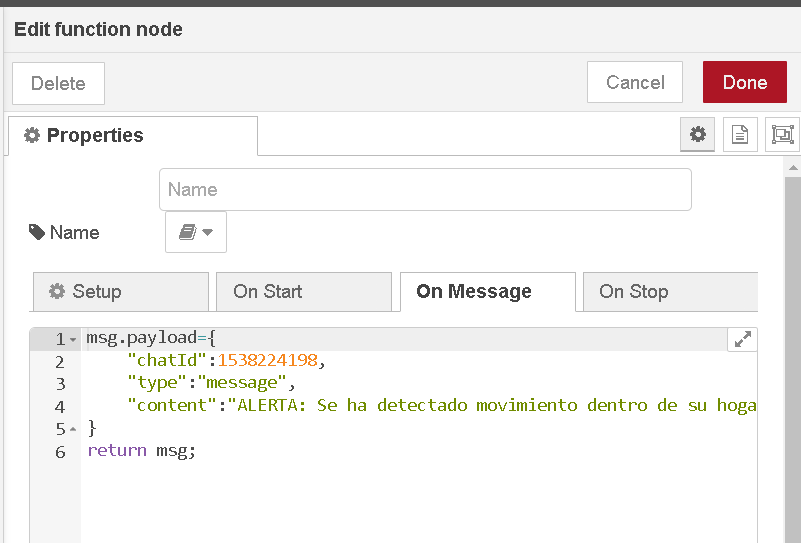 Edit function node
Delete
Cancel
Done
Properties
Name
Name
Setup
On Start
On Message
On Stop
1 msg.payload={
2 "chatId":1538224198,
3 "type":"message",
4 "content":"ALERTA: Se ha detectado movimiento dentro de su hoga
5 }
6 return msg;